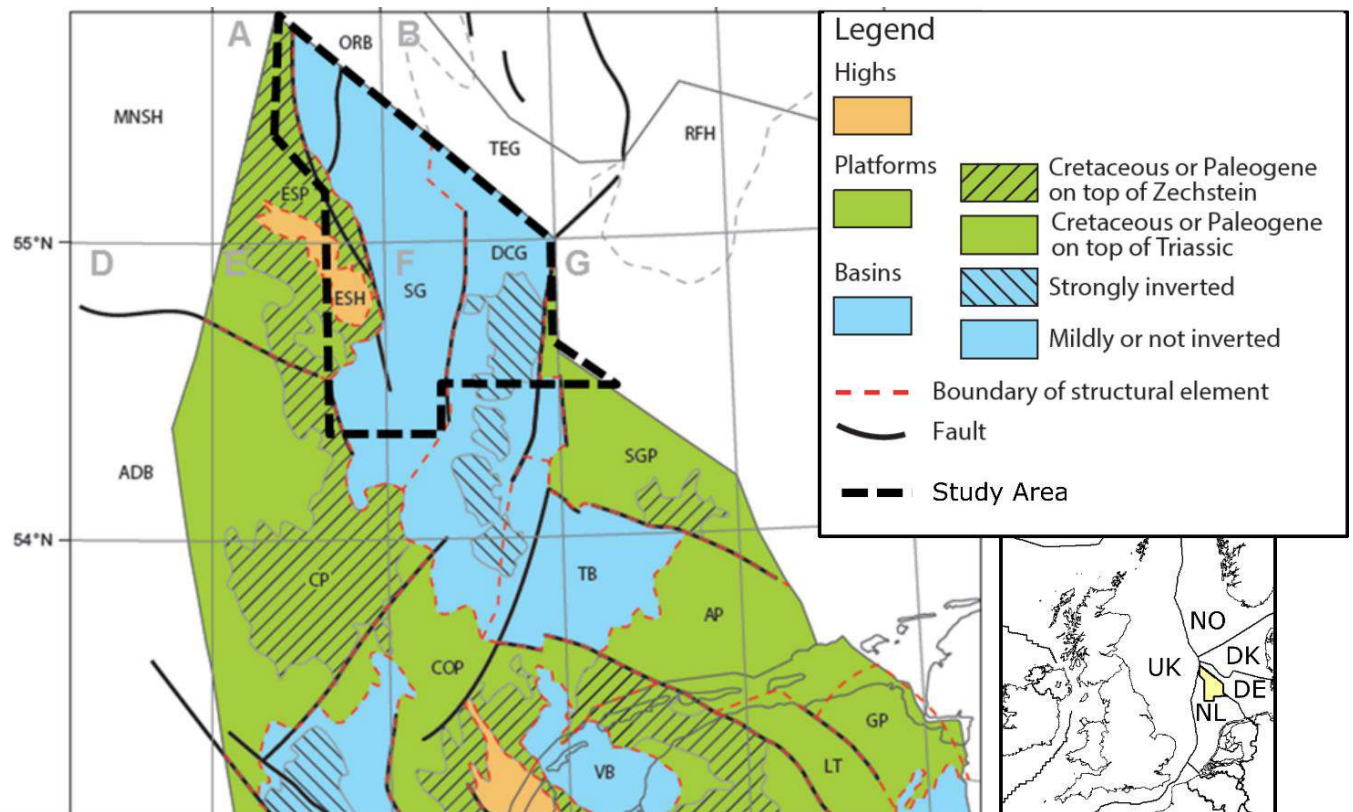 A
ORB
B
MNSH
TEG
RFH
ESP
55°N
D
E
F
DCG
G
SG
ESH
ADB
SGP
54°N
CP
TB
AP
COP
GP
VB
LT
Legend
Highs
Platforms
Cretaceous or Paleogene
on top of Zechstein
Cretaceous or Paleogene
on top of Triassic
Basins
Strongly inverted
Mildly or not inverted
Boundary of structural element
Fault
Study Area
NO
UK
DK
DE
NL